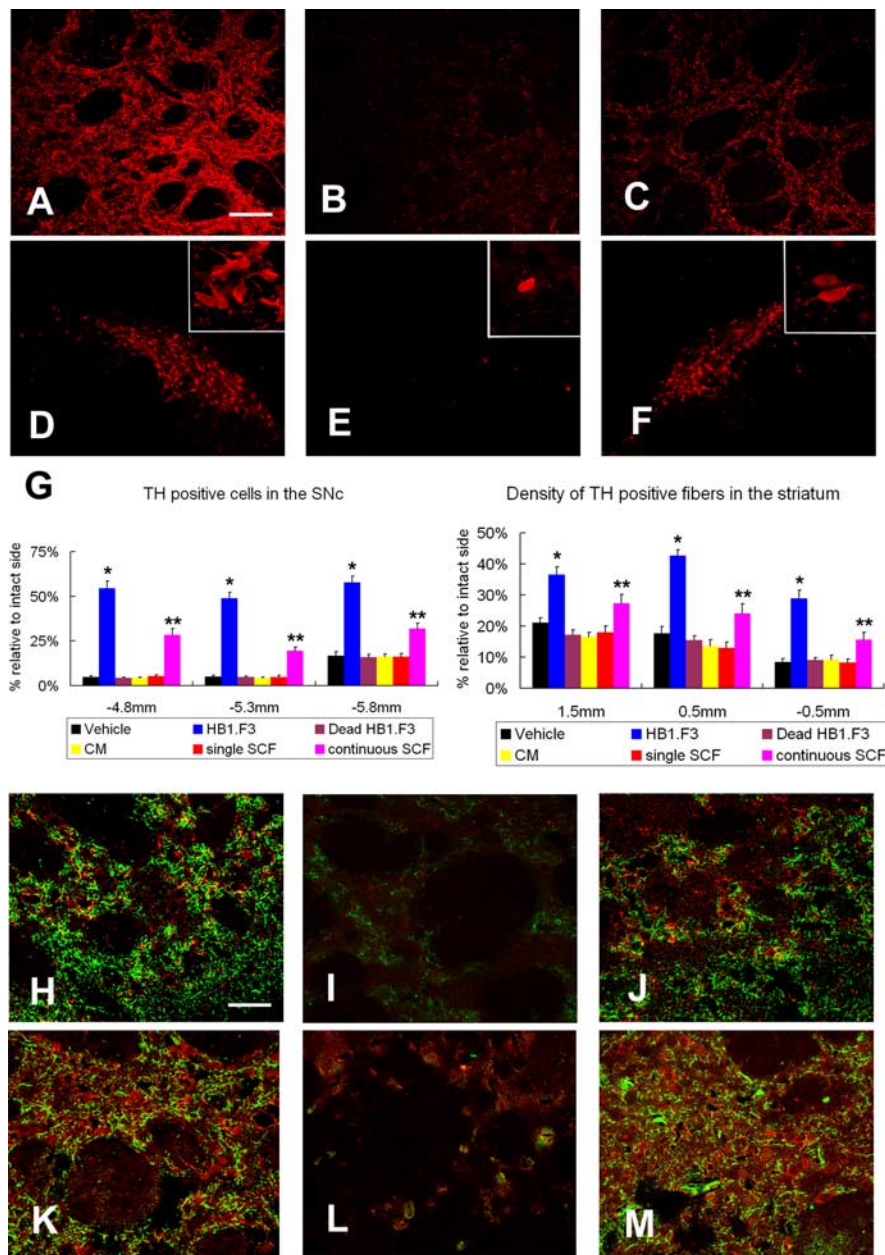 A
B
C
D
E
F
G
TH positive cells in the SNc
% relative to intact side
75%
50%
25%
0%
*
**
*
**
*
**
-4.8mm
-5.3mm
-5.8mm
Vehicle
HB1.F3
Dead HB1.F3
CM
single SCF
continuous SCF
Density of TH positive fibers in the striatum
% relative to intact side
50%
40%
30%
20%
10%
0%
*
**
*
**
*
**
1.5mm
0.5mm
-0.5mm
Vehicle
HB1.F3
Dead HB1.F3
CM
single SCF
continuous SCF
H
I
J
K
L
M